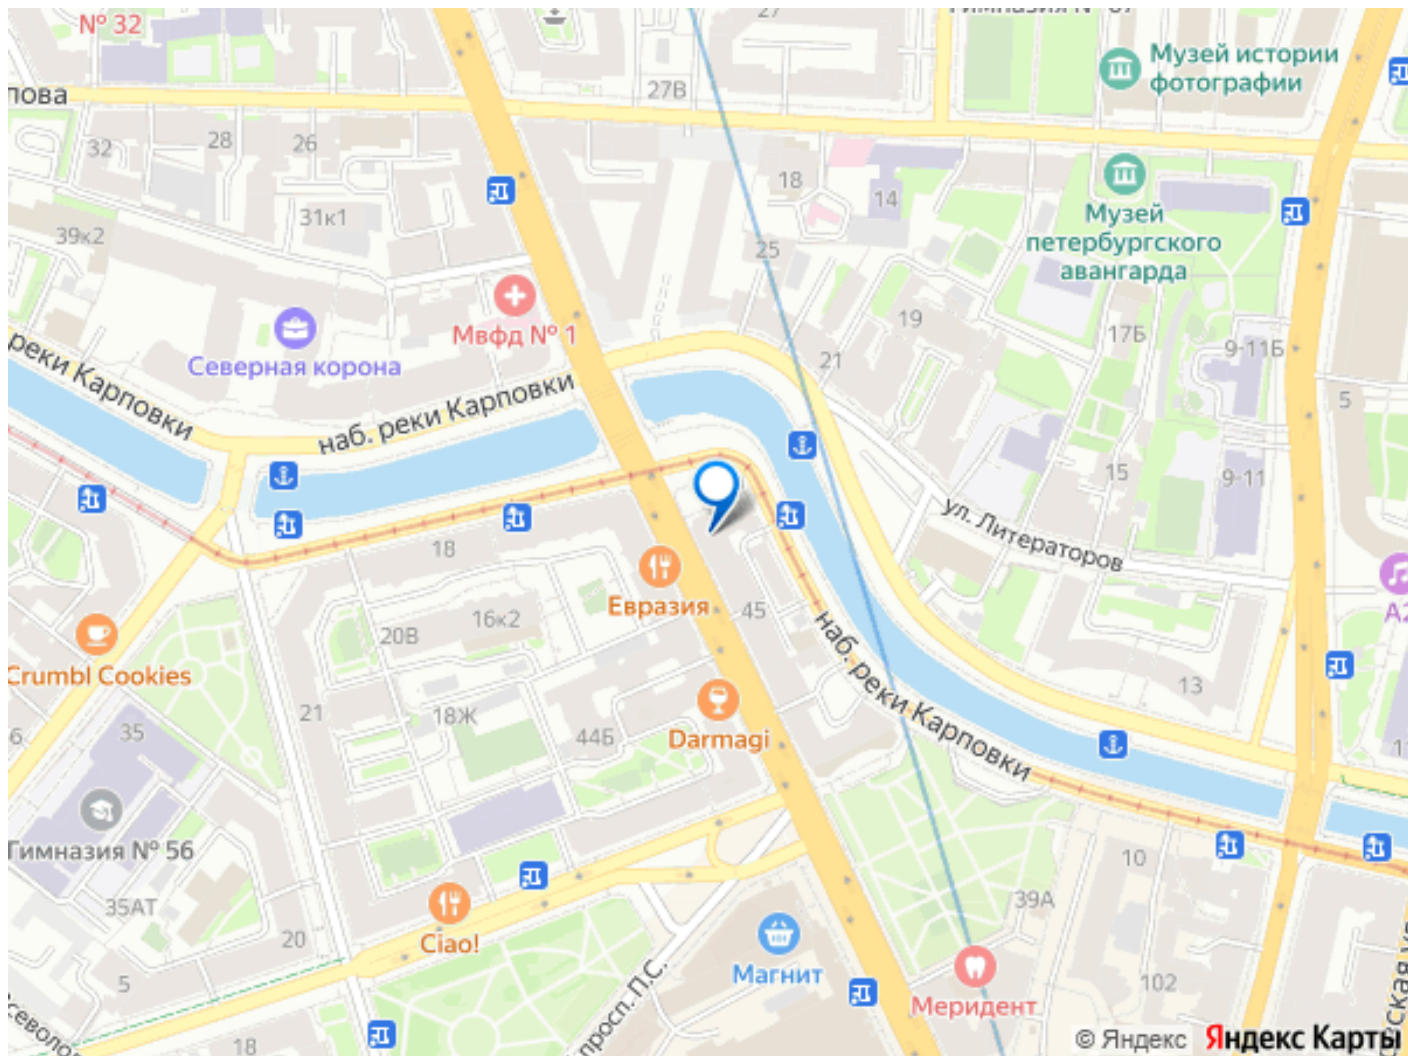 № 32
27
27В
Музей истории
фотографии
32
28
26
18
14
31к1
39к2
25
Музей
петербургского
авангарда
Мвфд № 1
19
17Б
9-11Б
Северная корона
21
5
реки Карповки
наб. реки Карповки
15
9-11
ул. Литераторов
18
Евразия
45
16к2
20В
наб. реки Карповки
13
Crumbl Cookies
21
18Ж
44Б
Darmagi
35
Гимназия № 56
10
39А
35АТ
20
Ciao!
Магнит
Меридент
102
5
просп. П.С.
18
© Яндекс
Яндекс Карты